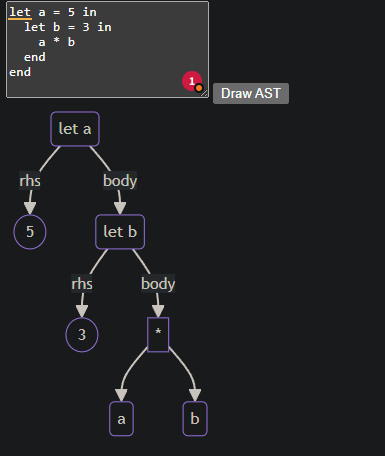 let a = 5 in
  let b = 3 in
    a * b
  end
end
1
Draw AST
let a
rhs
body
5
let b
rhs
body
3
*
a
b